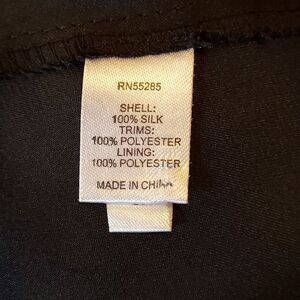 RN55285
SHELL:
100% SILK
TRIMS:
100% POLYESTER
LINING:
100% POLYESTER
MADE IN CHINA